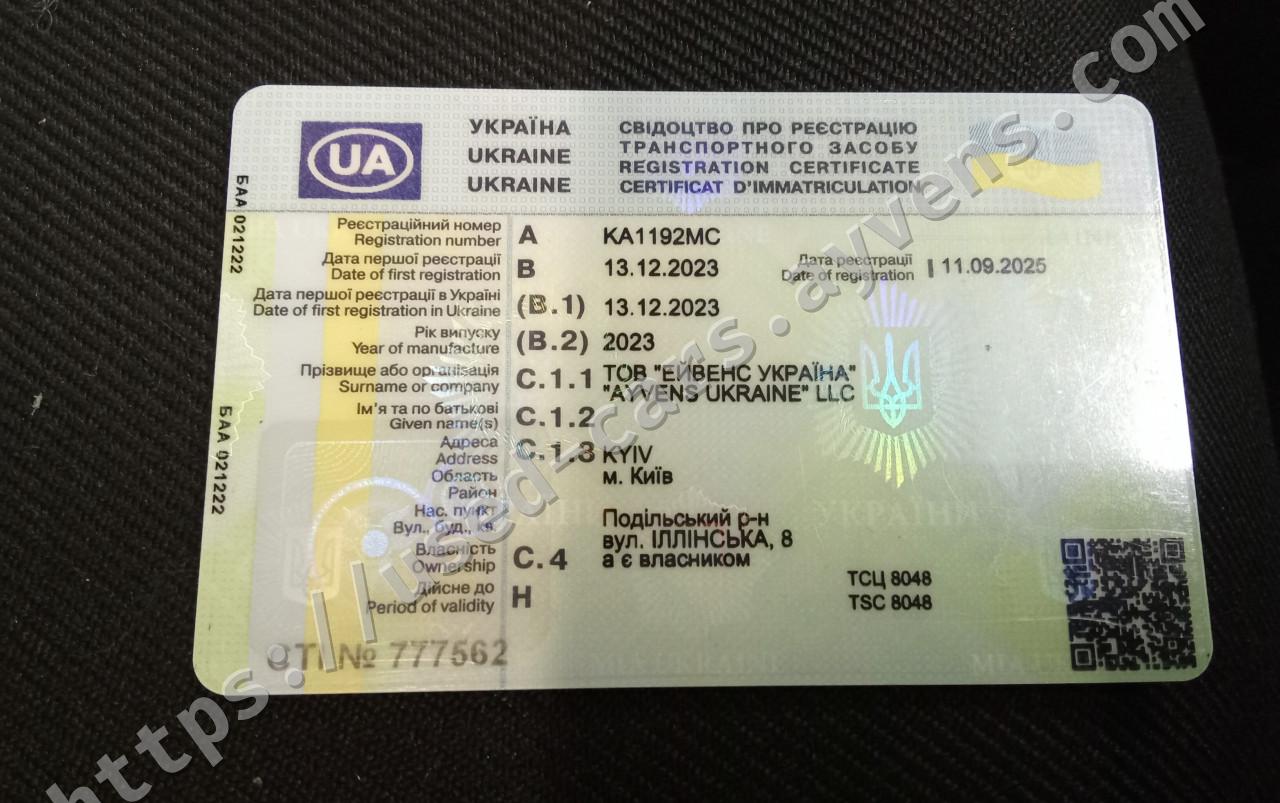 UA
УКРАЇНА
UKRAINE
UKRAINE
СВІДОЦТВО ПРО РЕЄСТРАЦІЮ
ТРАНСПОРТНОГО ЗАСОБУ
REGISTRATION CERTIFICATE
CERTIFICAT D'IMMATRICULATION
БАА 021222
БАА 021222
Реєстраційний номер
Registration number A KA1192MC
Дата першої реєстрації
Date of first registration B 13.12.2023
Дата реєстрації
Date of registration I 11.09.2025
Дата першої реєстрації в Україні
Date of first registration in Ukraine (B.1) 13.12.2023
Рік випуску
Year of manufacture (B.2) 2023
Прізвище або організація
Surname or company C.1.1 ТОВ "ЕЙВЕНС УКРАЇНА"
"AYVENS UKRAINE" LLC
Ім'я та по батькові
Given name(s) C.1.2
Адреса
Address C.1.3 KYIV
Область м. Київ
Район
Нас. пункт Подільський р-н
Вул., буд., кв. вул. ІЛЛІНСЬКА, 8
Власність
Ownership C.4 а є власником
Дійсне до
Period of validity H
ТСЦ 8048
TSC 8048
№ 777562
https://used-cars.ayvens.com